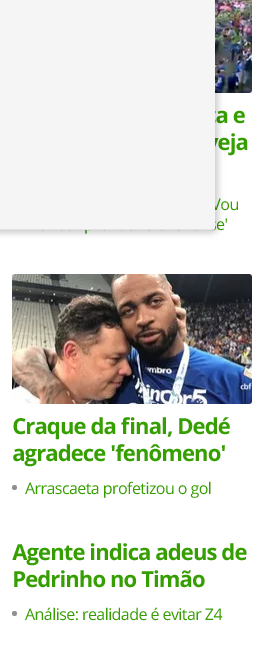 a e
veja
Vou
e'
Craque da final, Dedé
agradece 'fenômeno'
Arrascaeta profetizou o gol
Agente indica adeus de
Pedrinho no Timão
Análise: realidade é evitar Z4